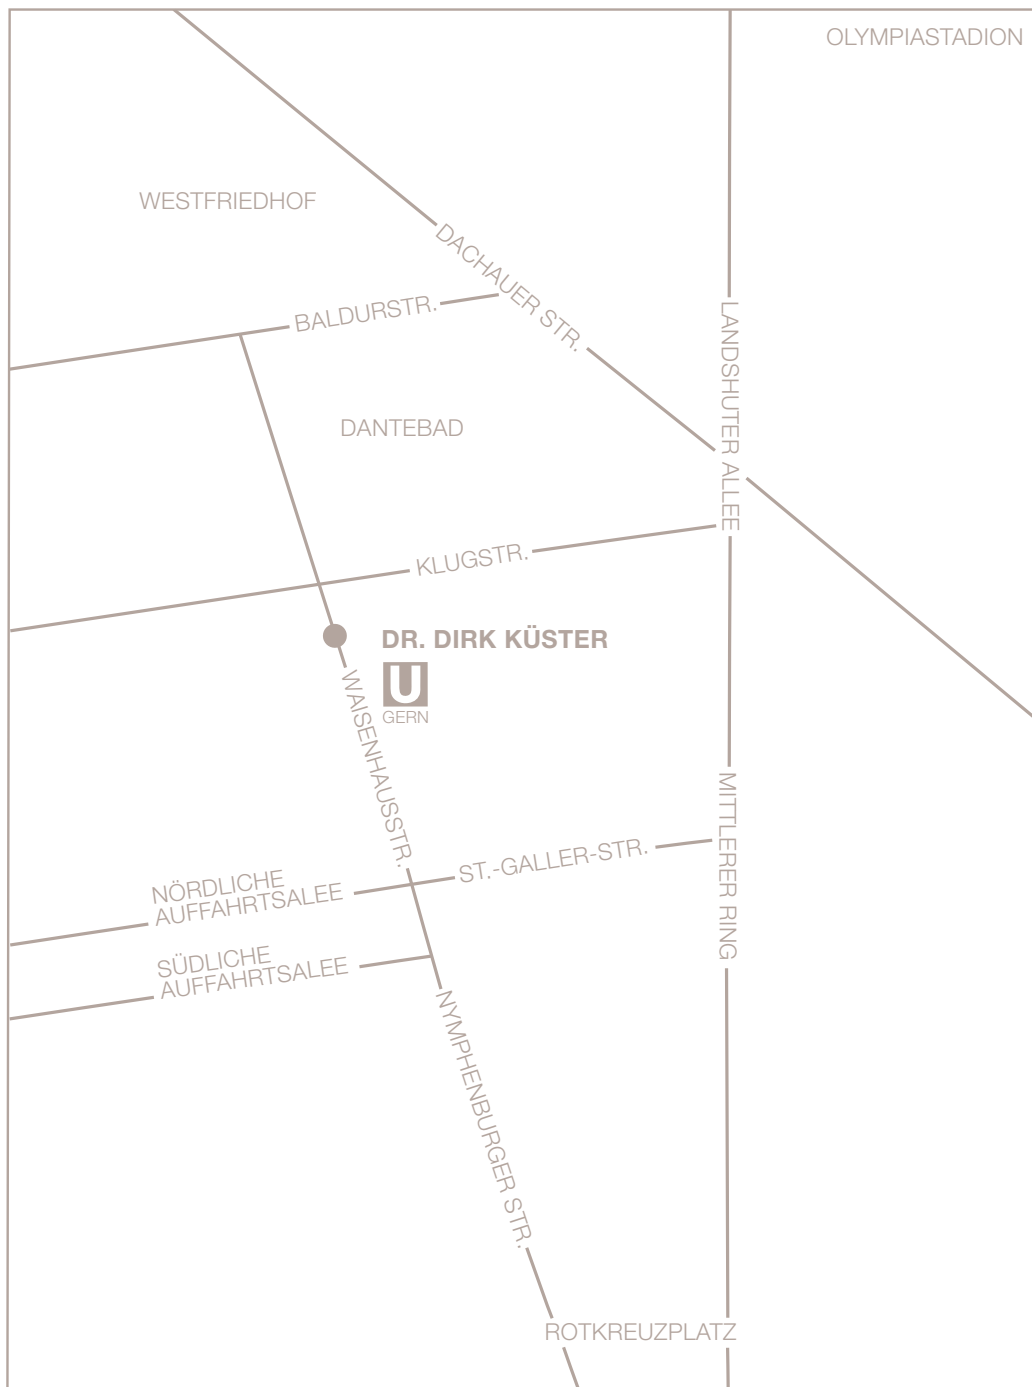 OLYMPIASTADION
WESTFRIEDHOF
DACHAUER STR.
BALDURSTR.
LANDSHUTER ALLEE
DANTEBAD
KLUGSTR.
DR. DIRK KÜSTER
U
GERN
WAISENHAUSSTR.
MITTLERER RING
ST.-GALLER-STR.
NÖRDLICHE
AUFFAHRTSALEE
SÜDLICHE
AUFFAHRTSALEE
NYMPHENBURGER STR.
ROTKREUZPLATZ